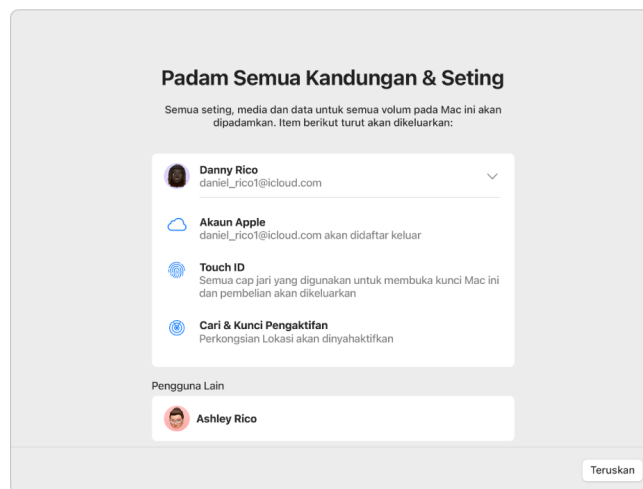 Padam Semua Kandungan & Seting
Semua seting, media dan data untuk semua volum pada Mac ini akan
dipadamkan. Item berikut turut akan dikeluarkan:
Danny Rico
daniel_rico1@icloud.com
Akaun Apple
daniel_rico1@icloud.com akan didaftar keluar
Touch ID
Semua cap jari yang digunakan untuk membuka kunci Mac ini
dan pembelian akan dikeluarkan
Cari & Kunci Pengaktifan
Perkongsian Lokasi akan dinyahaktifkan
Pengguna Lain
Ashley Rico
Teruskan